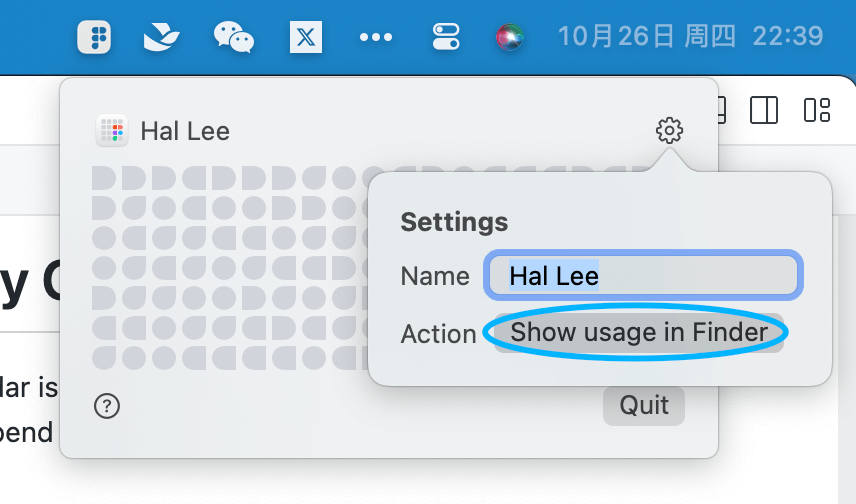 10月26日 周四 22:39
Hal Lee
Settings
Name Hal Lee
Action Show usage in Finder
Quit
y
lar is
pend